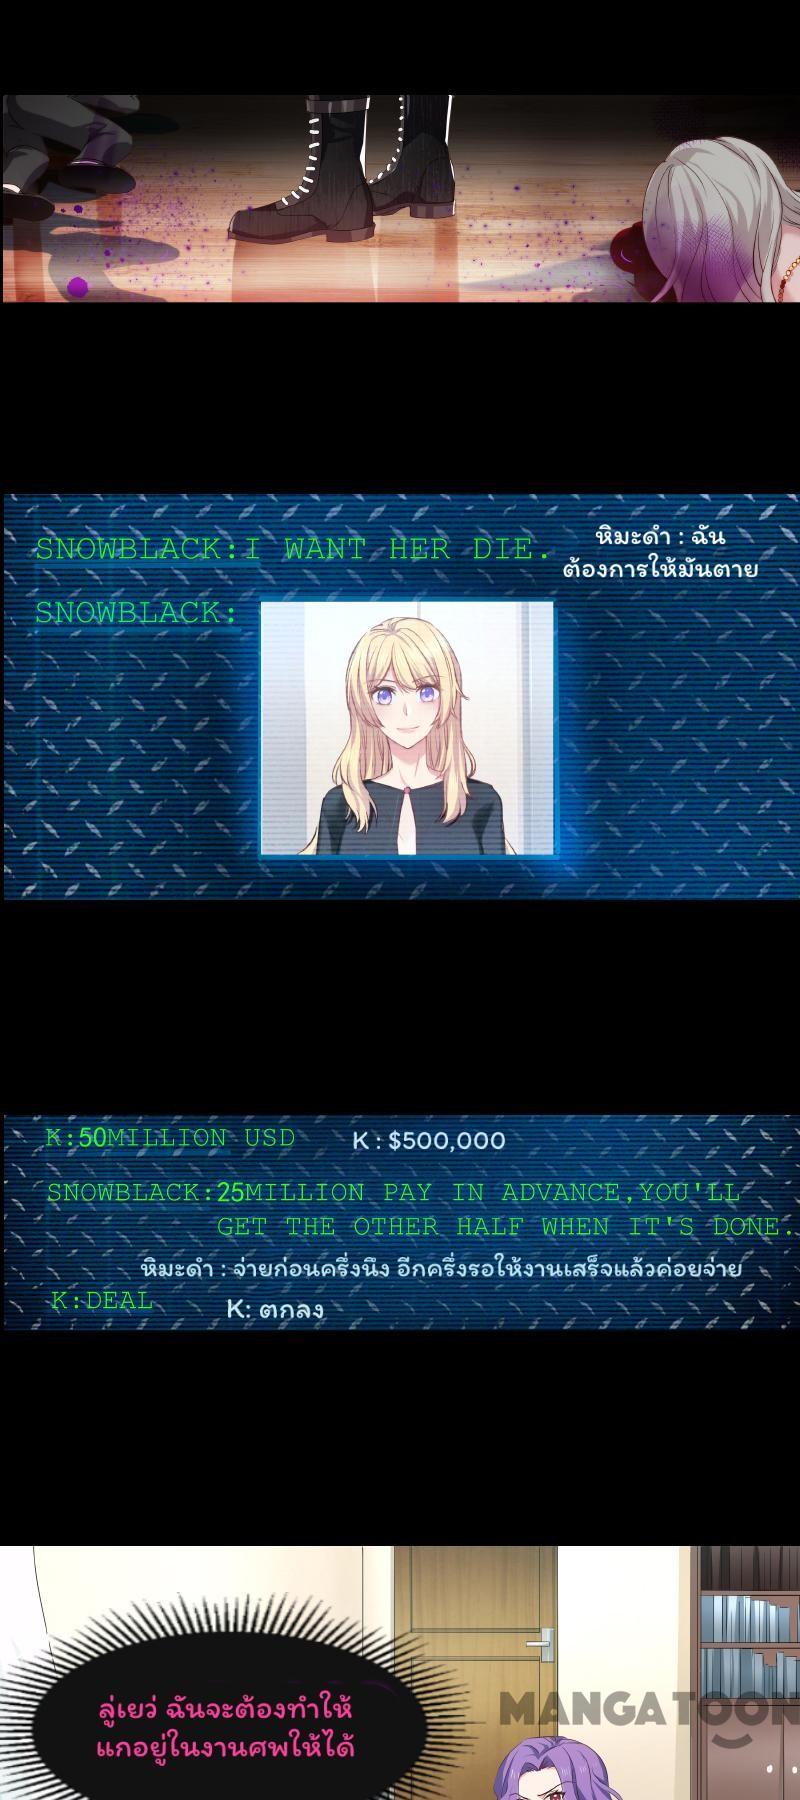 SNOWBLACK:I WANT HER DIE.
หิมะดำ : ฉัน
ต้องการให้มันตาย
SNOWBLACK:
K:50MILLION USD
K : $500,000
SNOWBLACK:25MILLION PAY IN ADVANCE,YOU'LL
GET THE OTHER HALF WHEN IT'S DONE.
หิมะดำ : จ่ายก่อนครึ่งนึง อีกครึ่งรอให้งานเสร็จแล้วค่อยจ่าย
K:DEAL
K: ตกลง
ลู่เยว่ ฉันจะต้องทำให้
แกอยู่ในงานศพให้ได้
MANGATOON